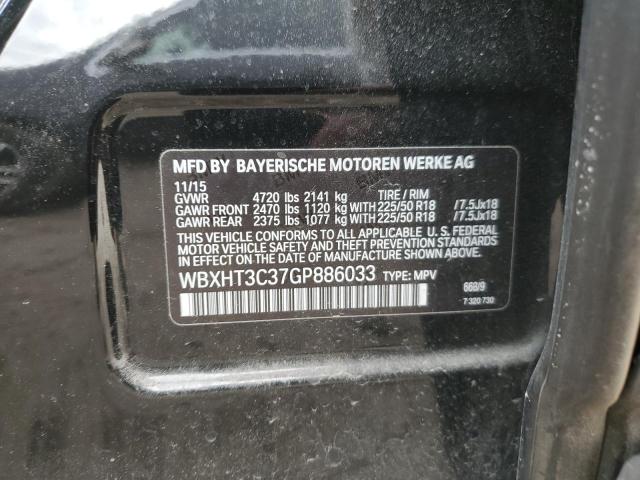 MFD BY BAYERISCHE MOTOREN WERKE AG
11/15
GVWR 4720 lbs 2141 kg TIRE / RIM
GAWR FRONT 2470 lbs 1120 kg WITH 225/50 R18 /7.5Jx18
GAWR REAR 2375 lbs 1077 kg WITH 225/50 R18 /7.5Jx18
THIS VEHICLE CONFORMS TO ALL APPLICABLE U. S. FEDERAL
MOTOR VEHICLE SAFETY AND THEFT PREVENTION STANDARDS
IN EFFECT ON THE DATE OF MANUFACTURE SHOWN ABOVE.
WBXHT3C37GP886033 TYPE: MPV
668/9
7 320 730